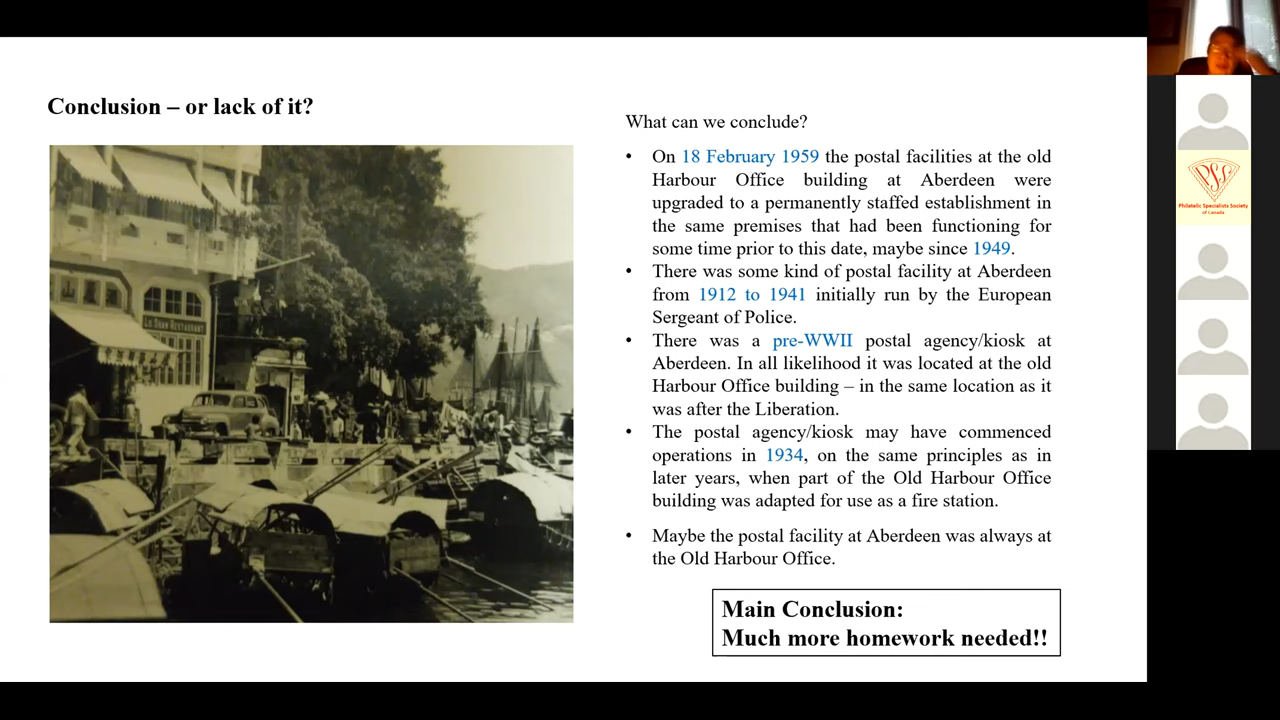 Conclusion – or lack of it?
What can we conclude?
• On 18 February 1959 the postal facilities at the old
Harbour Office building at Aberdeen were
upgraded to a permanently staffed establishment in
the same premises that had been functioning for
some time prior to this date, maybe since 1949.
• There was some kind of postal facility at Aberdeen
from 1912 to 1941 initially run by the European
Sergeant of Police.
• There was a pre-WWII postal agency/kiosk at
Aberdeen. In all likelihood it was located at the old
Harbour Office building – in the same location as it
was after the Liberation.
• The postal agency/kiosk may have commenced
operations in 1934, on the same principles as in
later years, when part of the Old Harbour Office
building was adapted for use as a fire station.
• Maybe the postal facility at Aberdeen was always at
the Old Harbour Office.
Main Conclusion:
Much more homework needed!!
RESTAURANT
PSS
Philatelic Specialists Society
of Canada